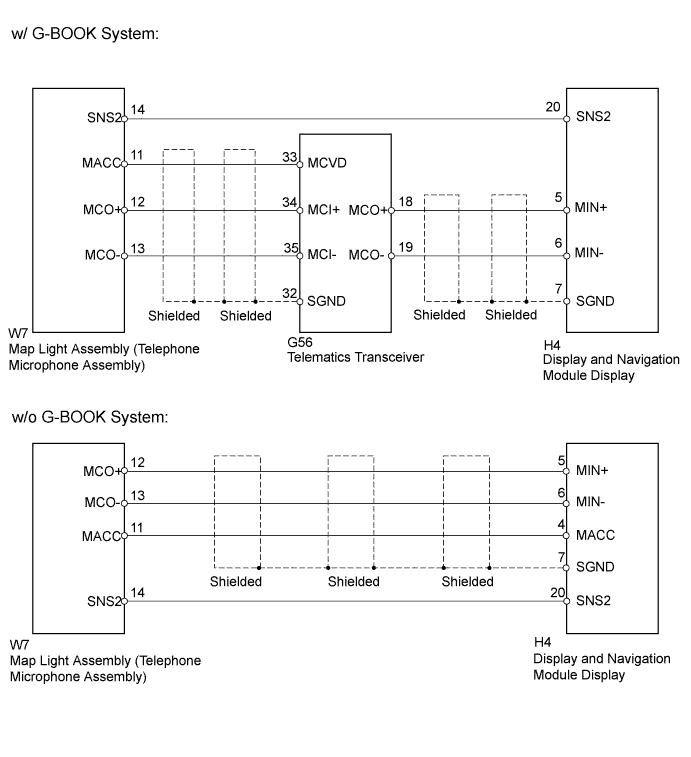 w/ G-BOOK System:
SNS2 14 20 SNS2
MACC 11 33 MCVD
MCO+ 12 34 MCI+ MCO+ 18 5 MIN+
MCO- 13 35 MCI- MCO- 19 6 MIN-
32 SGND 7 SGND
Shielded Shielded Shielded Shielded
W7
Map Light Assembly (Telephone
Microphone Assembly)
G56
Telematics Transceiver
H4
Display and Navigation
Module Display
w/o G-BOOK System:
MCO+ 12 5 MIN+
MCO- 13 6 MIN-
MACC 11 4 MACC
7 SGND
Shielded Shielded Shielded
SNS2 14 20 SNS2
W7
Map Light Assembly (Telephone
Microphone Assembly)
H4
Display and Navigation
Module Display